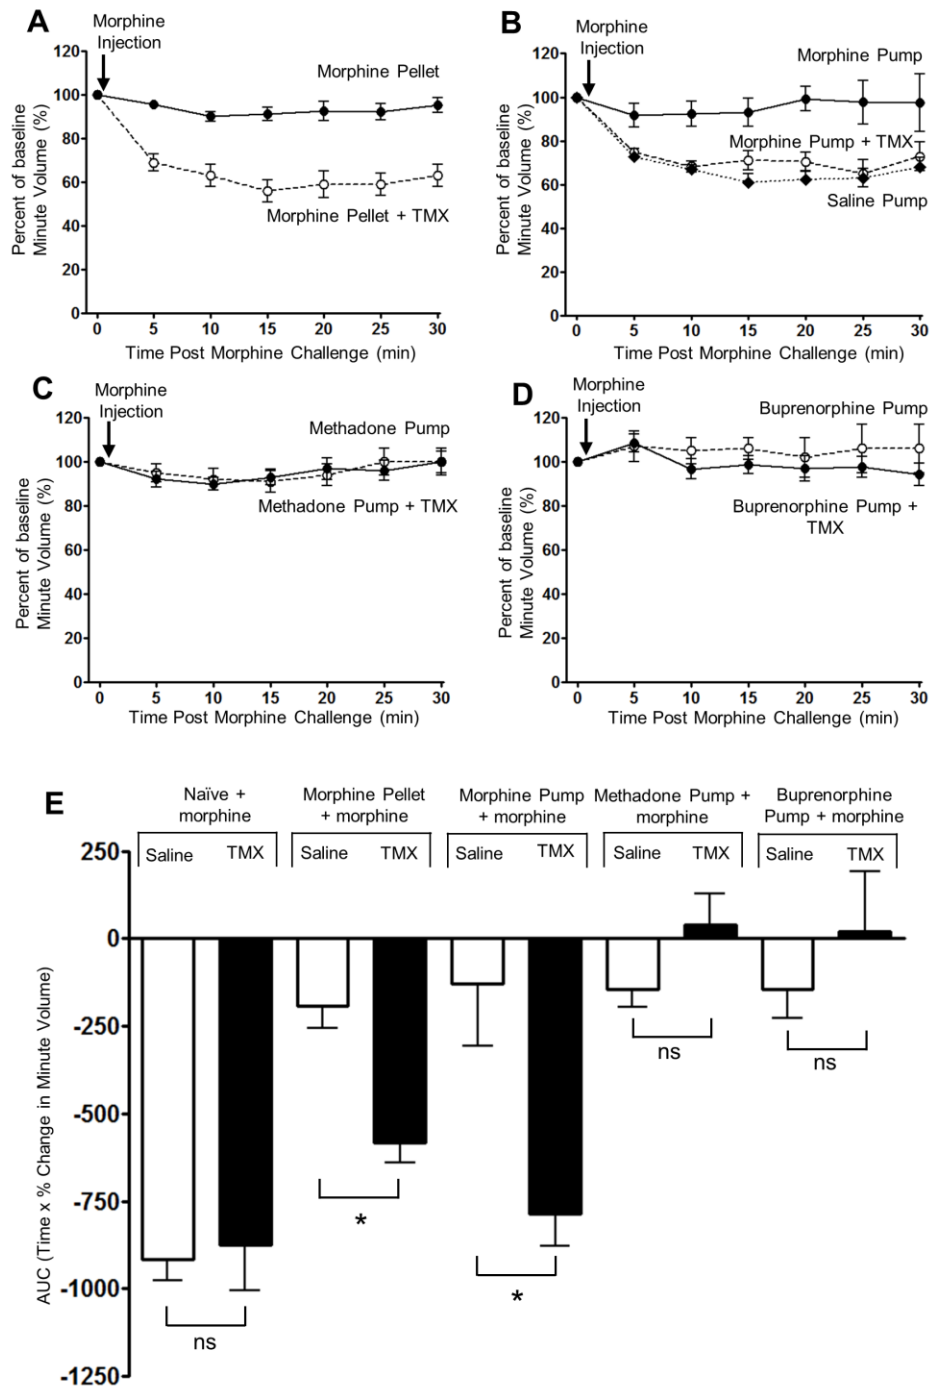 A
Morphine
Injection
Percent of baseline
Minute Volume (%)
120
100
80
60
40
20
0
Morphine Pellet
Morphine Pellet + TMX
0 5 10 15 20 25 30
Time Post Morphine Challenge (min)
B
Morphine
Injection
Percent of baseline
Minute Volume (%)
120
100
80
60
40
20
0
Morphine Pump
Morphine Pump + TMX
Saline Pump
0 5 10 15 20 25 30
Time Post Morphine Challenge (min)
C
Morphine
Injection
Percent of baseline
Minute Volume (%)
120
100
80
60
40
20
0
Methadone Pump
Methadone Pump + TMX
0 5 10 15 20 25 30
Time Post Morphine Challenge (min)
D
Morphine
Injection
Percent of baseline
Minute Volume (%)
120
100
80
60
40
20
0
Buprenorphine Pump
Buprenorphine Pump +
TMX
0 5 10 15 20 25 30
Time Post Morphine Challenge (min)
E
Naïve +
morphine
Morphine Pellet
+ morphine
Morphine Pump
+ morphine
Methadone Pump +
morphine
Buprenorphine
Pump + morphine
Saline TMX Saline TMX Saline TMX Saline TMX Saline TMX
AUC (Time x % Change in Minute Volume)
250
0
-250
-500
-750
-1000
-1250
ns
*
*
ns
ns